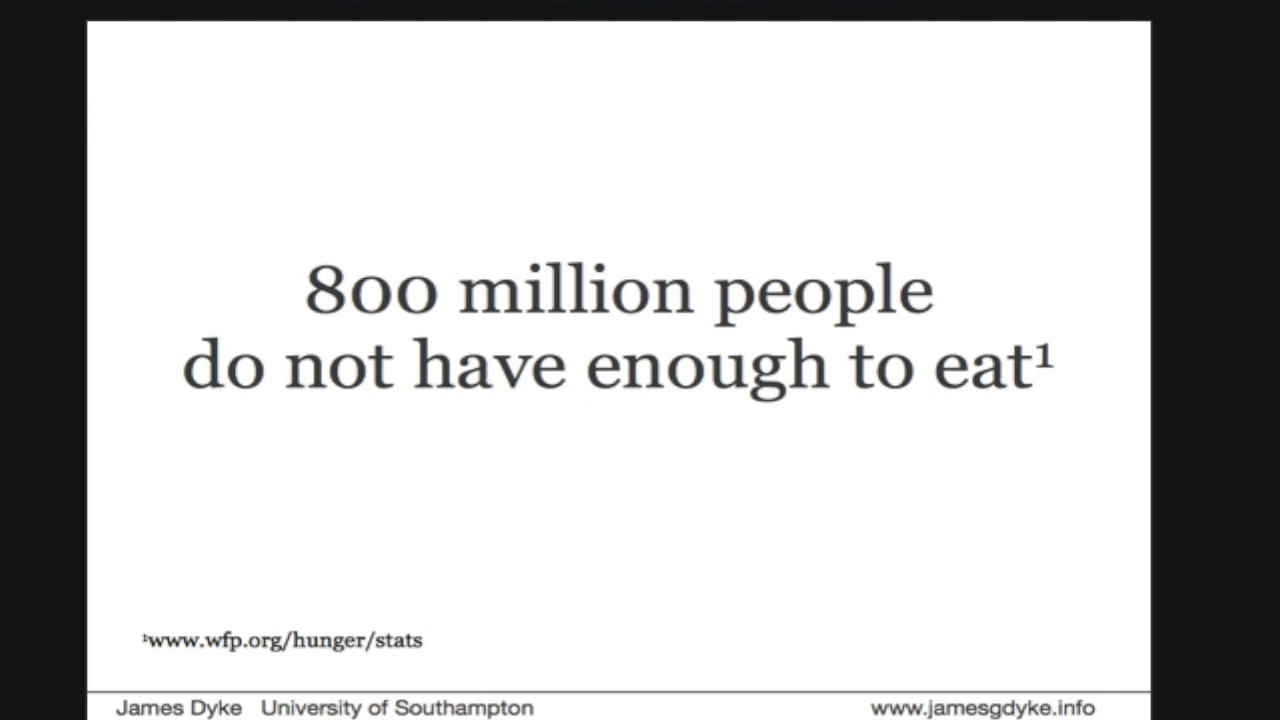 800 million people
do not have enough to eat¹
¹www.wfp.org/hunger/stats
James Dyke University of Southampton www.jamesgdyke.info